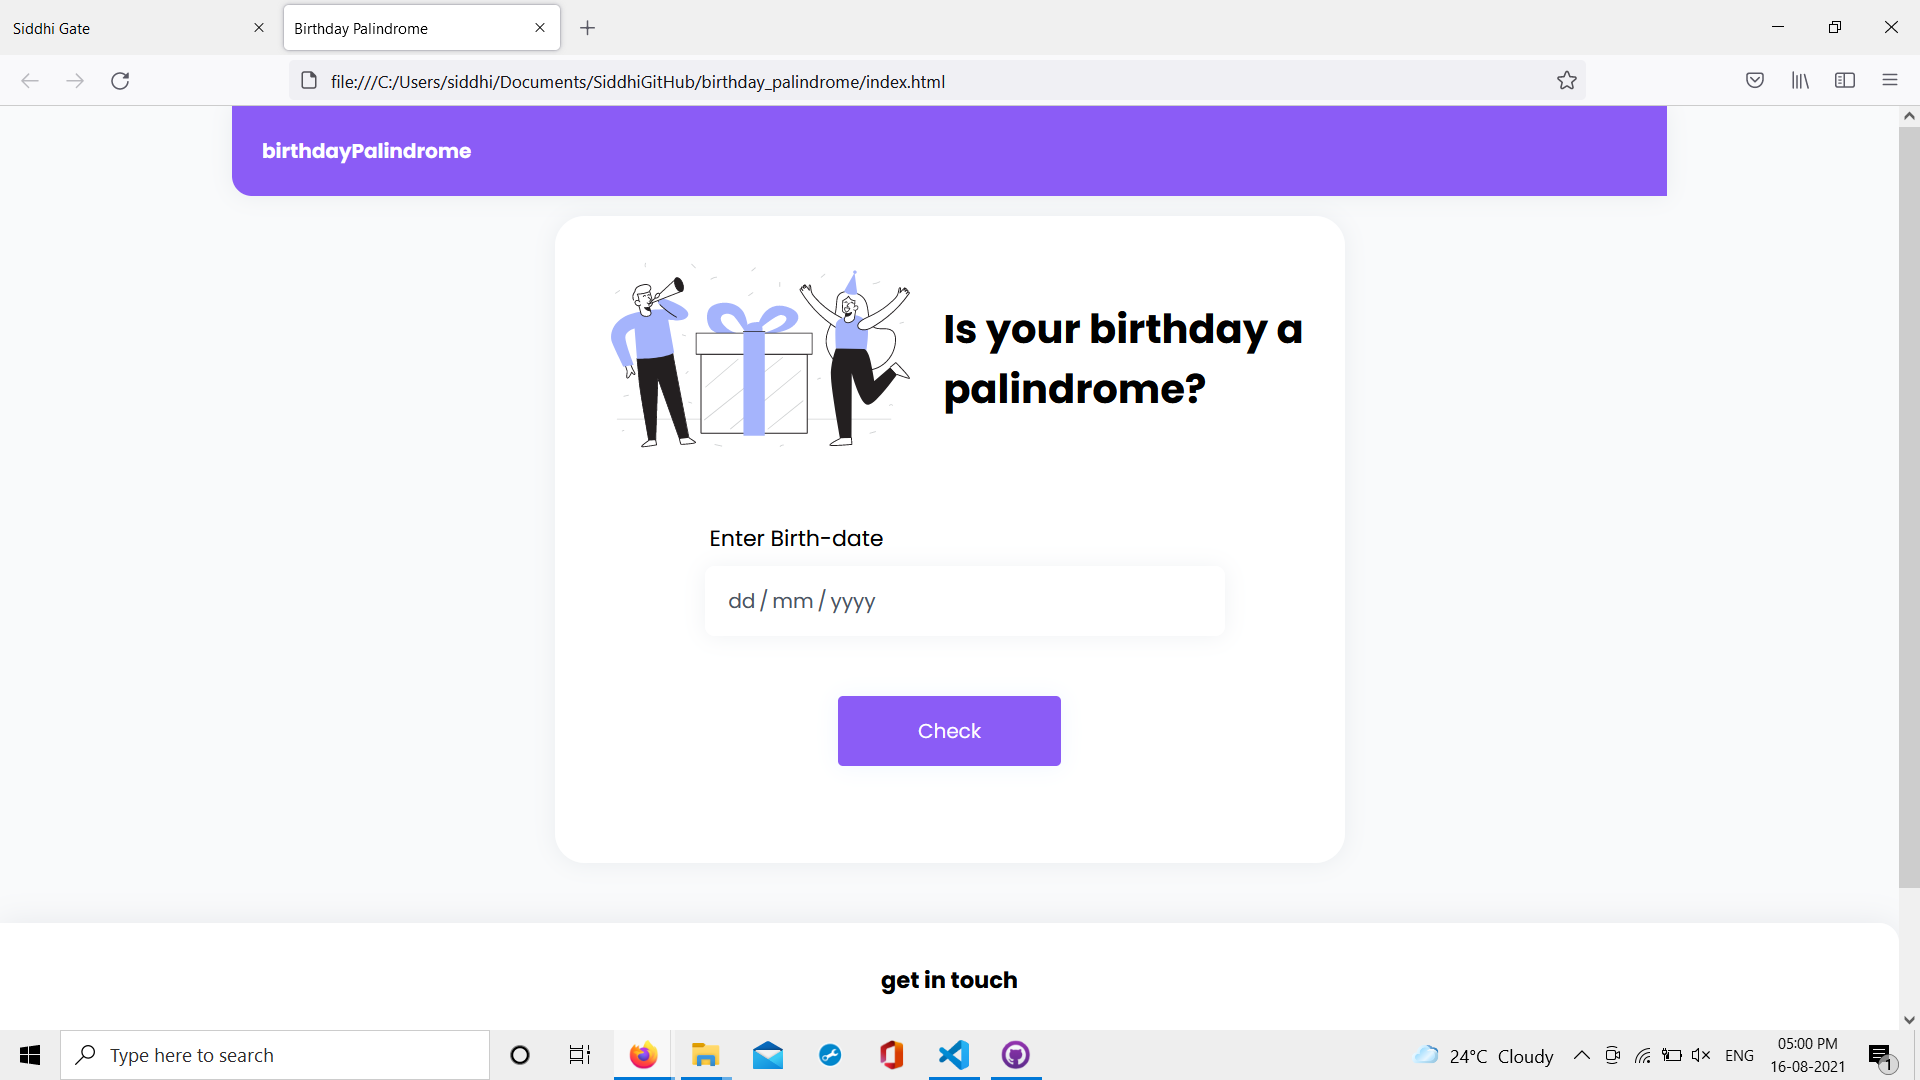 Siddhi Gate
Birthday Palindrome
file:///C:/Users/siddhi/Documents/SiddhiGitHub/birthday_palindrome/index.html
birthdayPalindrome
Is your birthday a
palindrome?
Enter Birth-date
dd / mm / yyyy
Check
get in touch
Type here to search
24°C Cloudy
ENG
05:00 PM
16-08-2021
1